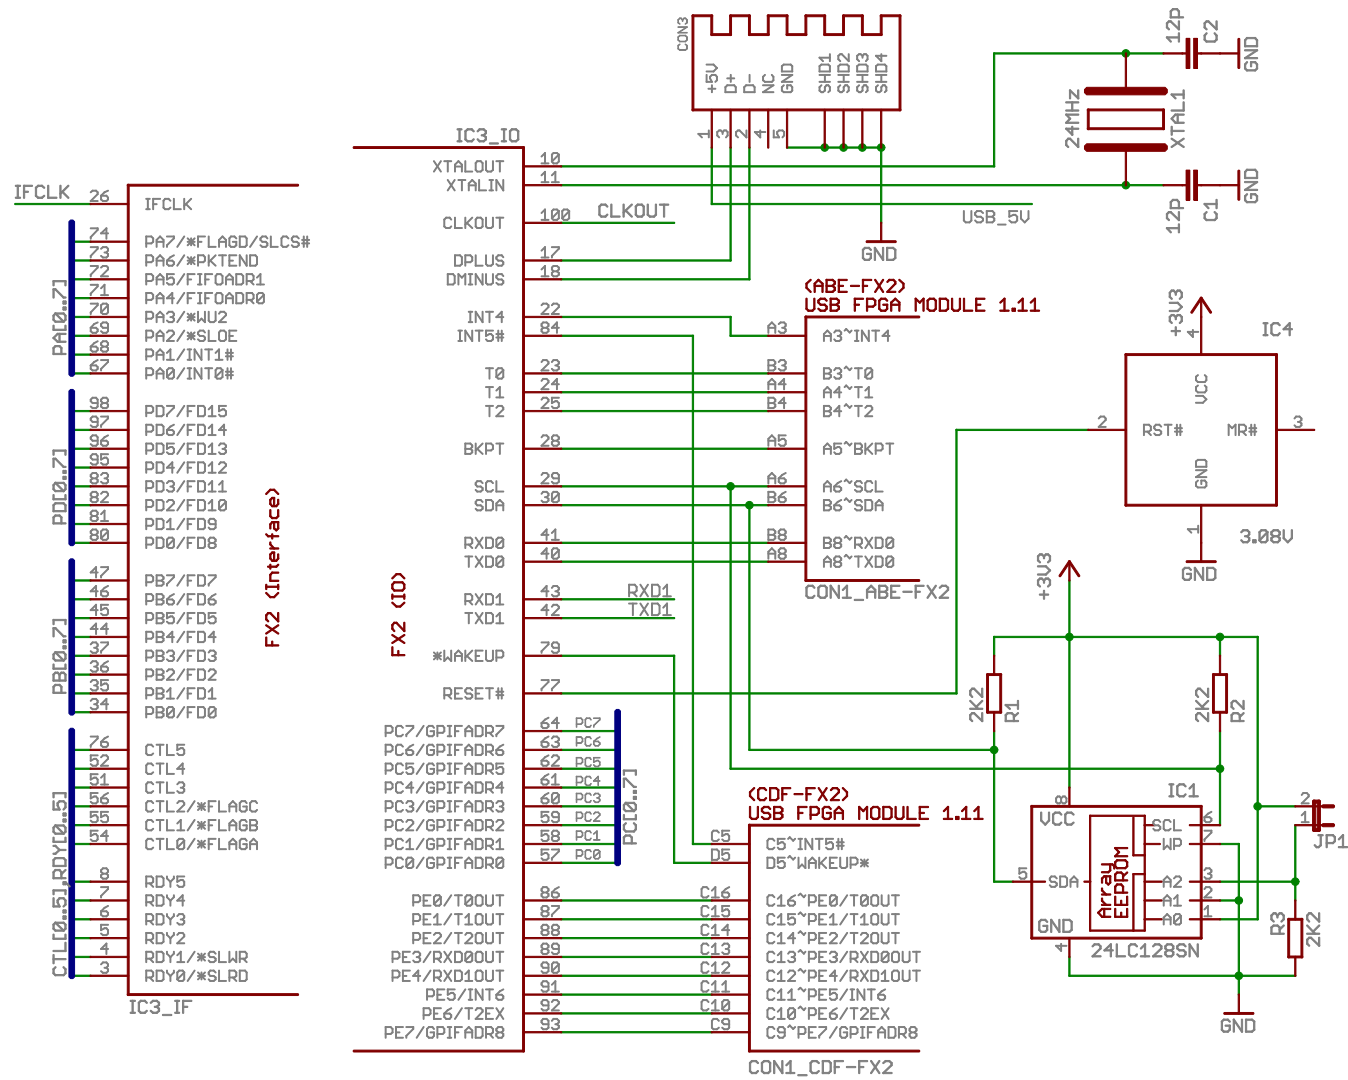 IC3_IF
FX2 (Interface)
IFCLK 26 IFCLK
74 PA7/*FLAGD/SLCS#
73 PA6/*PKTEND
72 PA5/FIFOADR1
71 PA4/FIFOADR0
70 PA3/*WU2
69 PA2/*SLOE
68 PA1/INT1#
67 PA0/INT0#
PA[0..7]
98 PD7/FD15
97 PD6/FD14
96 PD5/FD13
95 PD4/FD12
83 PD3/FD11
82 PD2/FD10
81 PD1/FD9
80 PD0/FD8
PD[0..7]
47 PB7/FD7
46 PB6/FD6
45 PB5/FD5
44 PB4/FD4
37 PB3/FD3
36 PB2/FD2
35 PB1/FD1
34 PB0/FD0
PB[0..7]
76 CTL5
52 CTL4
51 CTL3
56 CTL2/*FLAGC
55 CTL1/*FLAGB
54 CTL0/*FLAGA
8 RDY5
7 RDY4
6 RDY3
5 RDY2
4 RDY1/*SLWR
3 RDY0/*SLRD
CTL[0..5],RDY[0..5]
IC3_IO
FX2 (IO)
XTALOUT 10
XTALIN 11
CLKOUT 100 CLKOUT
DPLUS 17
DMINUS 18
INT4 22
INT5# 84
T0 23
T1 24
T2 25
BKPT 28
SCL 29
SDA 30
RXD0 41
TXD0 40
RXD1 43 RXD1
TXD1 42 TXD1
*WAKEUP 79
RESET# 77
PC7/GPIFADR7 64 PC7
PC6/GPIFADR6 63 PC6
PC5/GPIFADR5 62 PC5
PC4/GPIFADR4 61 PC4
PC3/GPIFADR3 60 PC3
PC2/GPIFADR2 59 PC2
PC1/GPIFADR1 58 PC1
PC0/GPIFADR0 57 PC0
PC[0..7]
PE0/T0OUT 86
PE1/T1OUT 87
PE2/T2OUT 88
PE3/RXD0OUT 89
PE4/RXD1OUT 90
PE5/INT6 91
PE6/T2EX 92
PE7/GPIFADR8 93
CON3
+5V D+ D- NC GND SHD1 SHD2 SHD3 SHD4
1 3 2 4 5
USB_5V
GND
24MHz
XTAL1
12p
C2
GND
12p
C1
GND
(ABE-FX2)
USB FPGA MODULE 1.11
A3 A3~INT4
B3 B3~T0
A4 A4~T1
B4 B4~T2
A5 A5~BKPT
A6 A6~SCL
B6 B6~SDA
B8 B8~RXD0
A8 A8~TXD0
CON1_ABE-FX2
IC4
+3V3
4
VCC
2 RST#
MR# 3
GND
1
3.08V
GND
+3V3
2K2
R1
2K2
R2
(CDF-FX2)
USB FPGA MODULE 1.11
C5 C5~INT5#
D5 D5~WAKEUP*
C16 C16~PE0/T0OUT
C15 C15~PE1/T1OUT
C14 C14~PE2/T2OUT
C13 C13~PE3/RXD0OUT
C12 C12~PE4/RXD1OUT
C11 C11~PE5/INT6
C10 C10~PE6/T2EX
C9 C9~PE7/GPIFADR8
CON1_CDF-FX2
IC1
8
VCC
SCL 6
WP 7
5 SDA
Array
EEPROM
A2 3
A1 2
A0 1
GND
4
24LC128SN
2
1
JP1
R3
2K2
GND